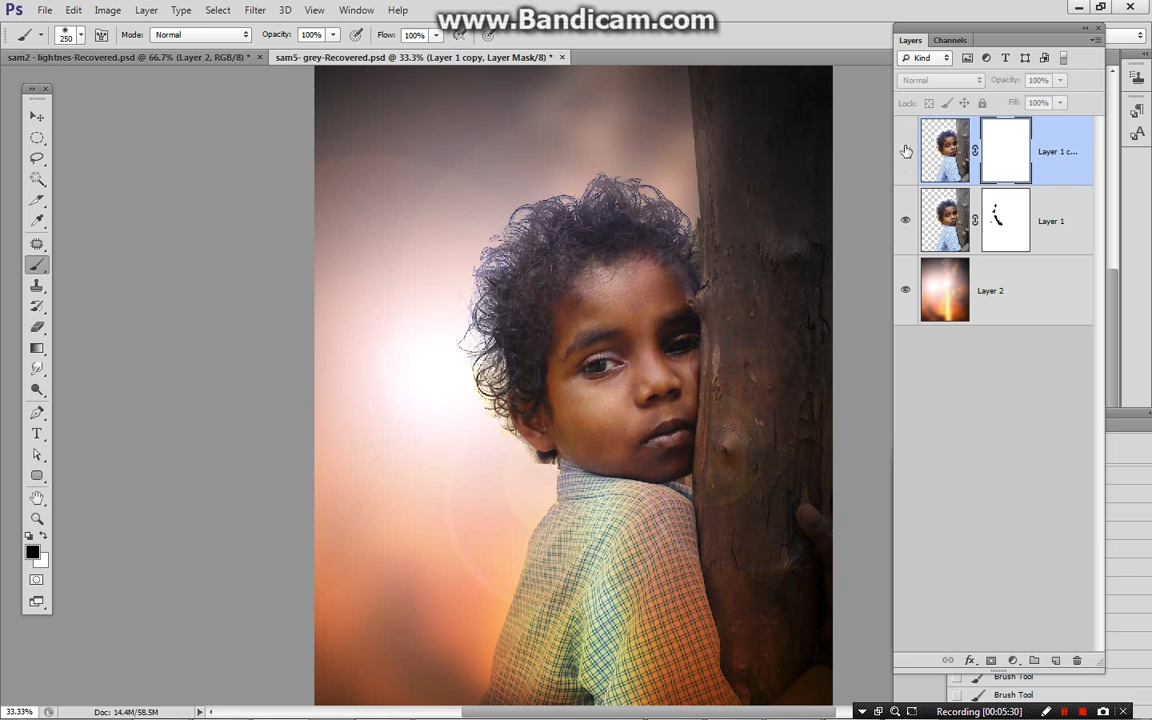 www.Bandicam.com
Ps File Edit Image Layer Type Select Filter 3D View Window Help
250 Mode: Normal Opacity: 100% Flow: 100%
sam2 - lightnes-Recovered.psd @ 66.7% (Layer 2, RGB/8) * × sam5- grey-Recovered.psd @ 33.3% (Layer 1 copy, Layer Mask/8) * ×
Layers Channels
Kind
Normal Opacity: 100%
Lock: Fill: 100%
Layer 1 c...
Layer 1
Layer 2
fx
Brush Tool
Brush Tool
33.33% Doc: 14.4M/58.5M
Recording [00:05:30]